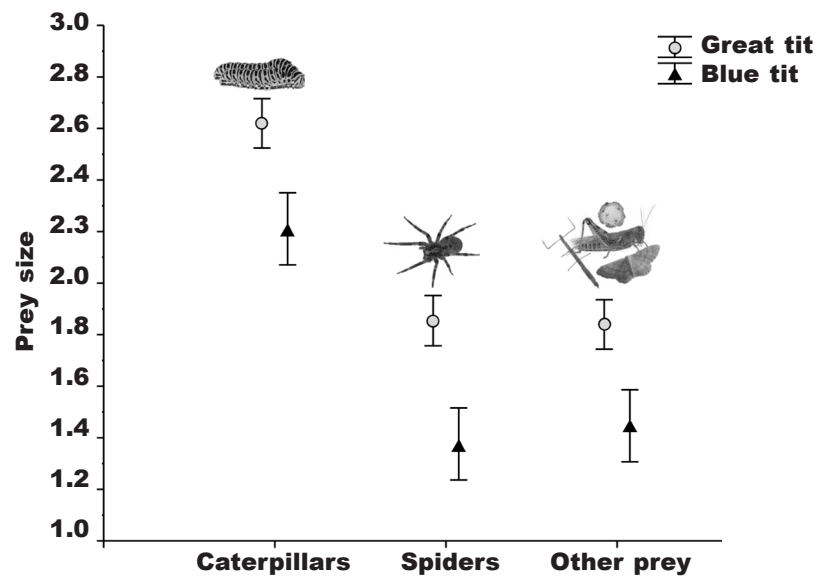 3.0
2.8
2.6
2.4
2.3
2.0
1.8
1.6
1.4
1.2
1.0
Prey size
Great tit
Blue tit
Caterpillars Spiders Other prey